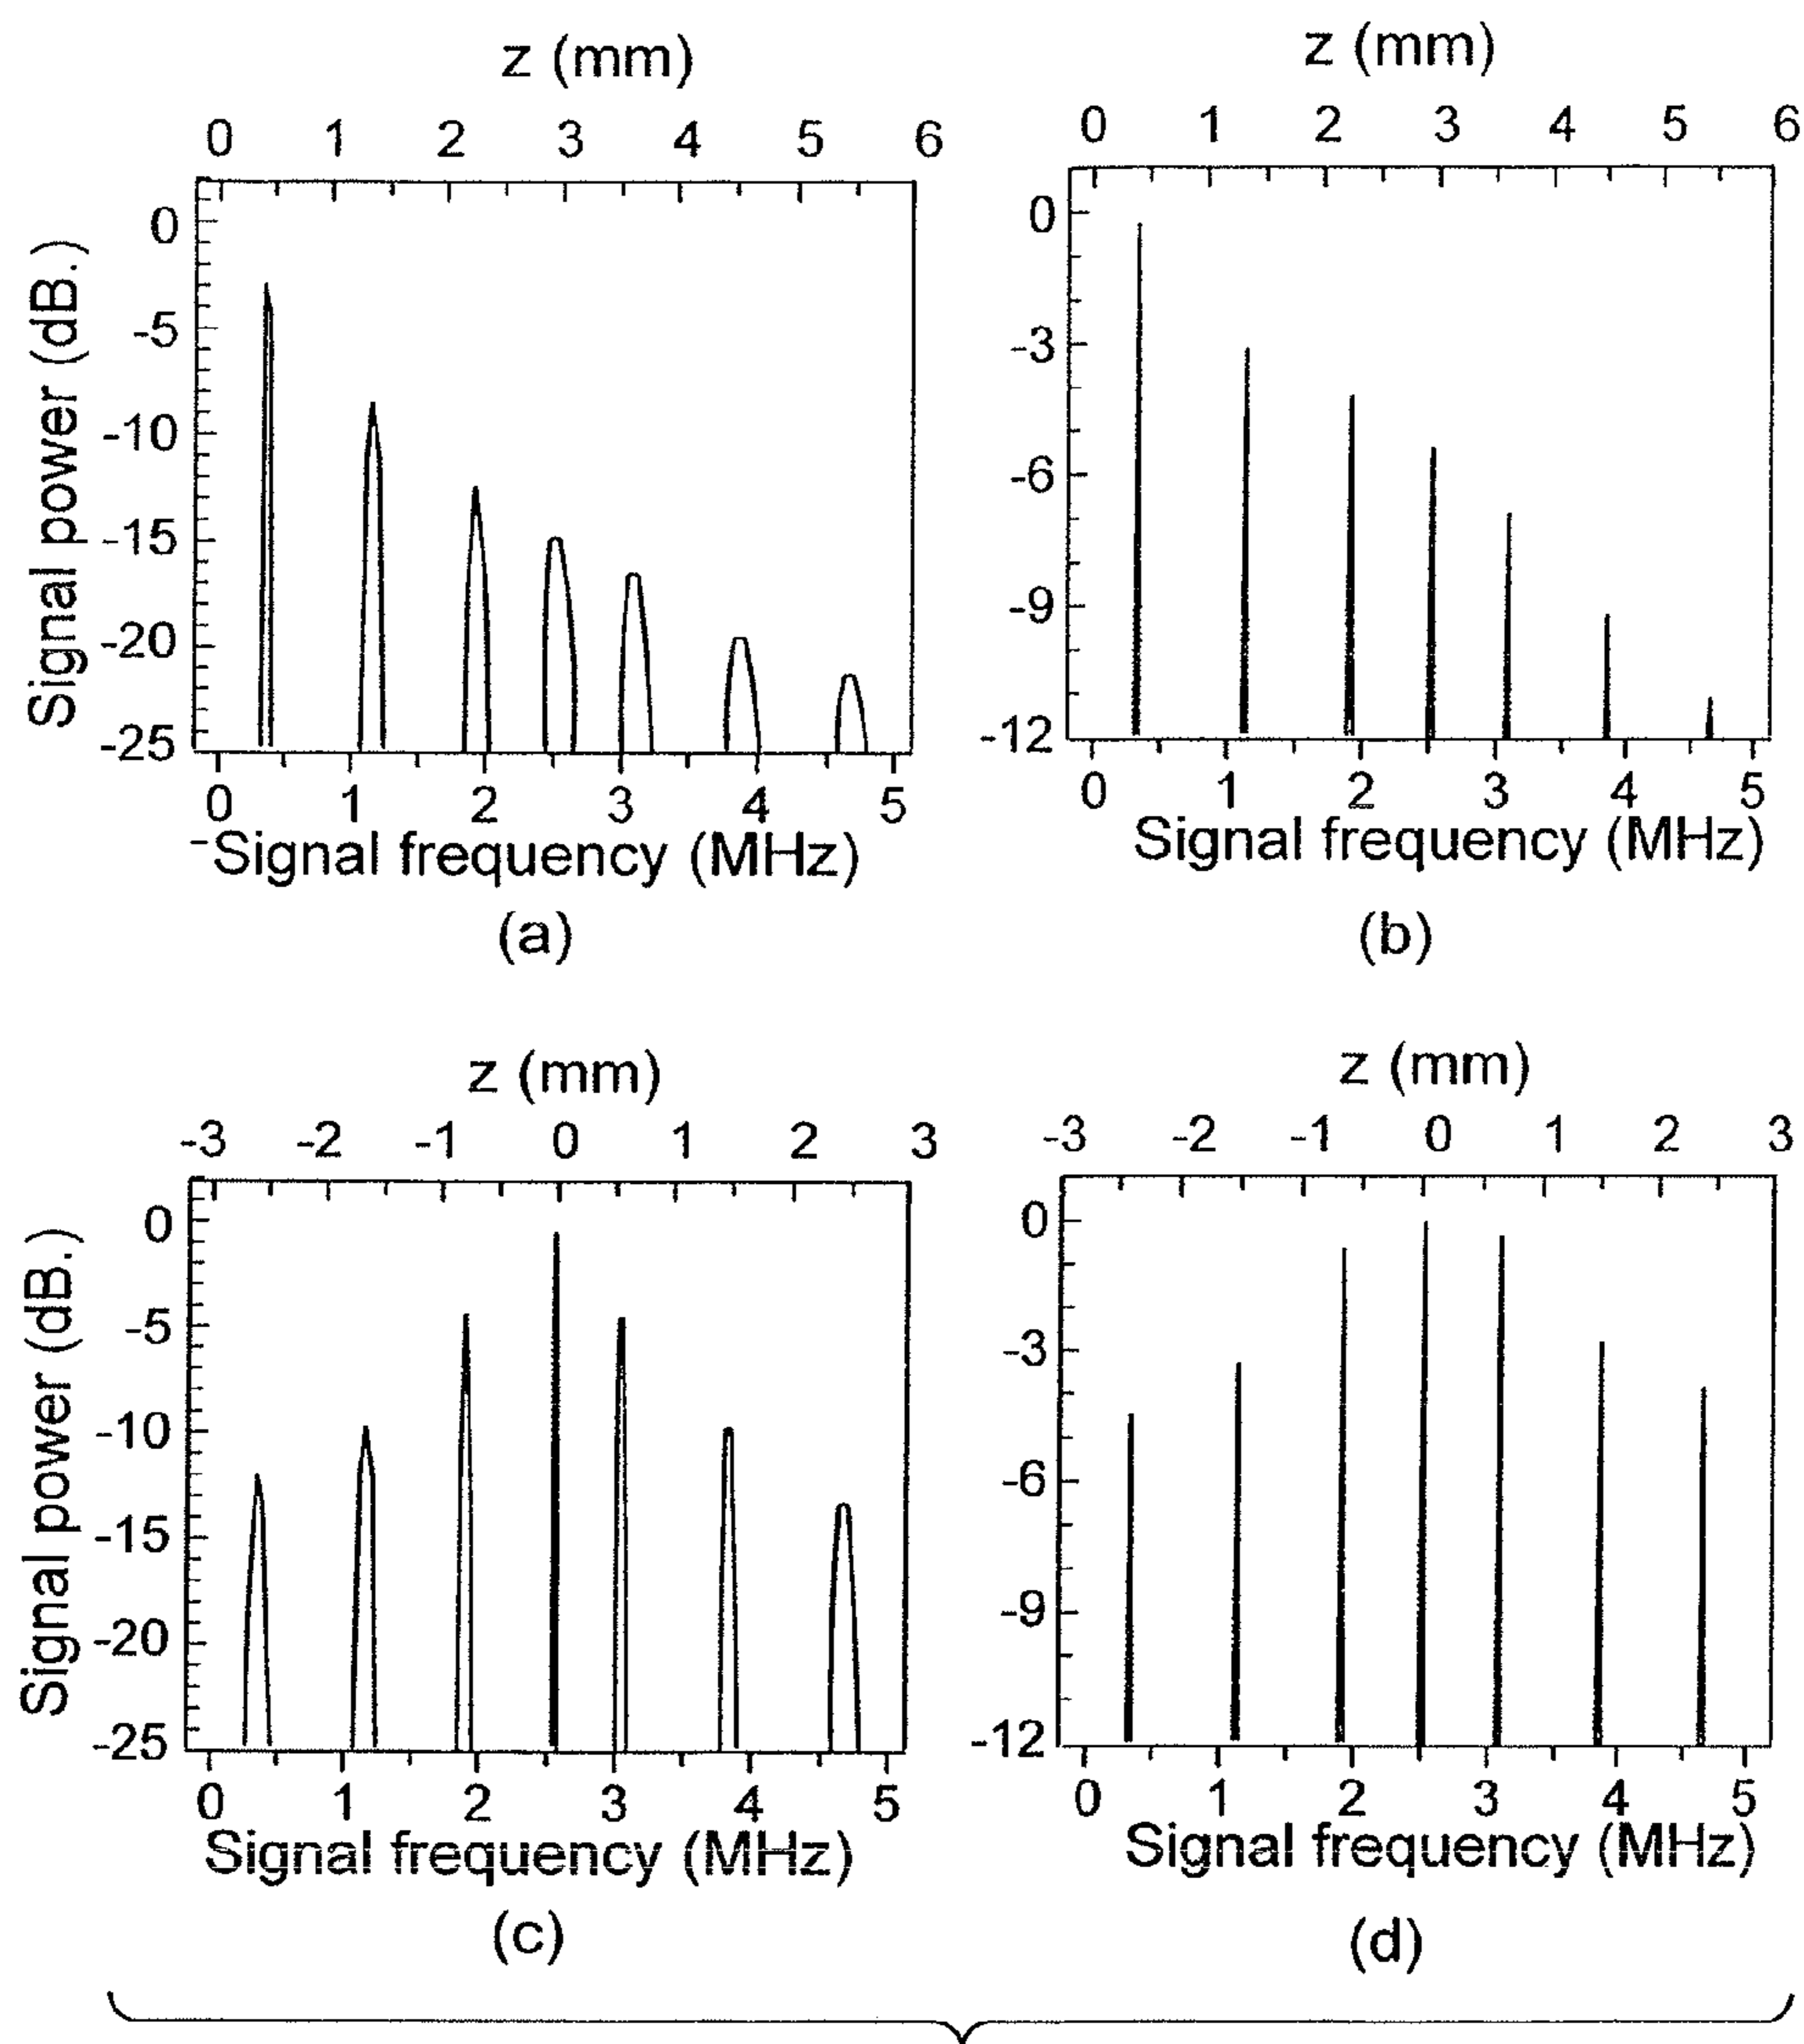 z (mm)
0 1 2 3 4 5 6
Signal power (dB.)
0
-5
-10
-15
-20
-25
0 1 2 3 4 5
-Signal frequency (MHz)
(a)
z (mm)
0 1 2 3 4 5 6
0
-3
-6
-9
-12
0 1 2 3 4 5
Signal frequency (MHz)
(b)
z (mm)
-3 -2 -1 0 1 2 3
Signal power (dB.)
0
-5
-10
-15
-20
-25
0 1 2 3 4 5
Signal frequency (MHz)
(c)
z (mm)
-3 -2 -1 0 1 2 3
0
-3
-6
-9
-12
0 1 2 3 4 5
Signal frequency (MHz)
(d)